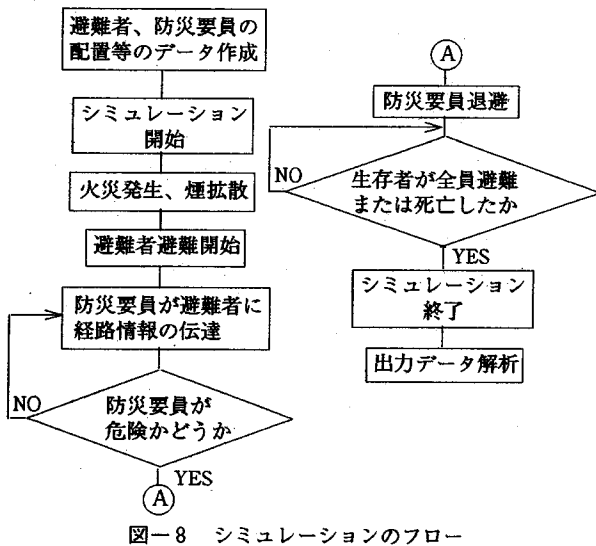 避難者、防災要員の
配置等のデータ作成
シミュレーション
開始
火災発生、煙拡散
避難者避難開始
防災要員が避難者に
経路情報の伝達
NO
防災要員が
危険かどうか
YES
A
A
防災要員退避
NO
生存者が全員避難
または死亡したか
YES
シミュレーション
終了
出力データ解析
図－8 シミュレーションのフロー